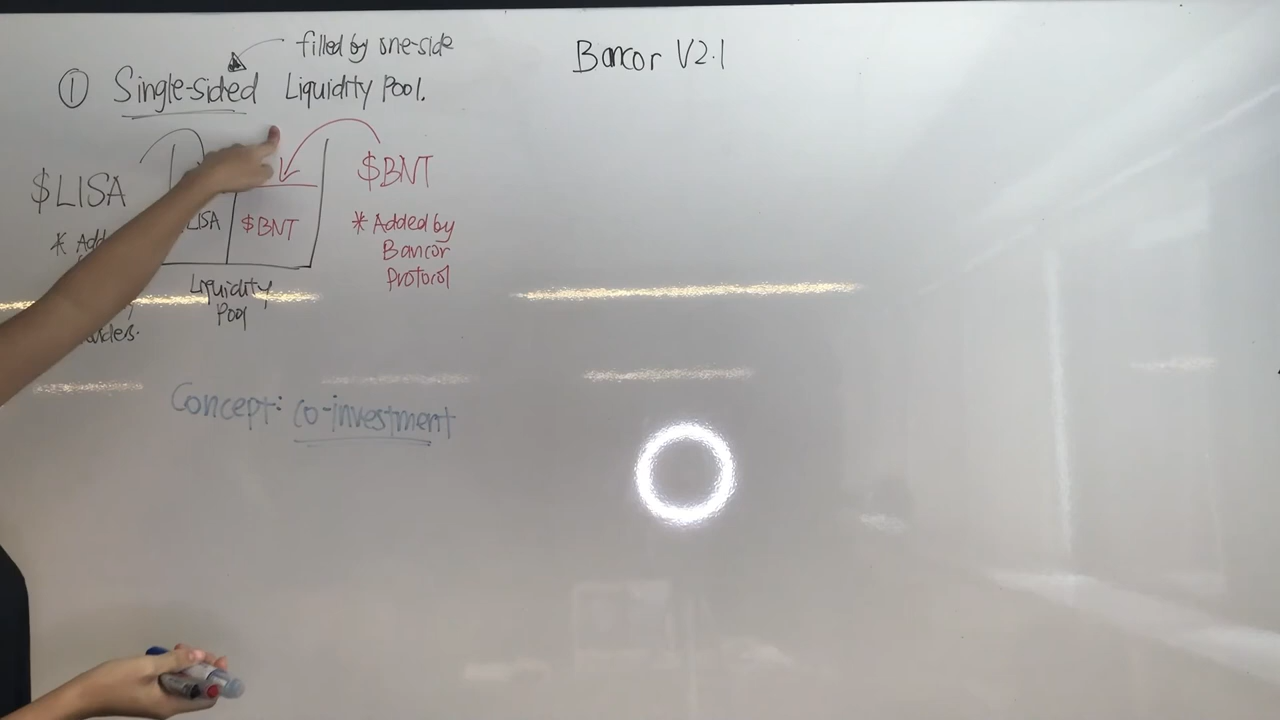 filled by one-side
① Single-sided Liquidity Pool.
Bancor V2.1
$LISA
$BNT
$BNT
* Added by
Bancor
Protocol
Liquidity
Pool
Concept: co-investment